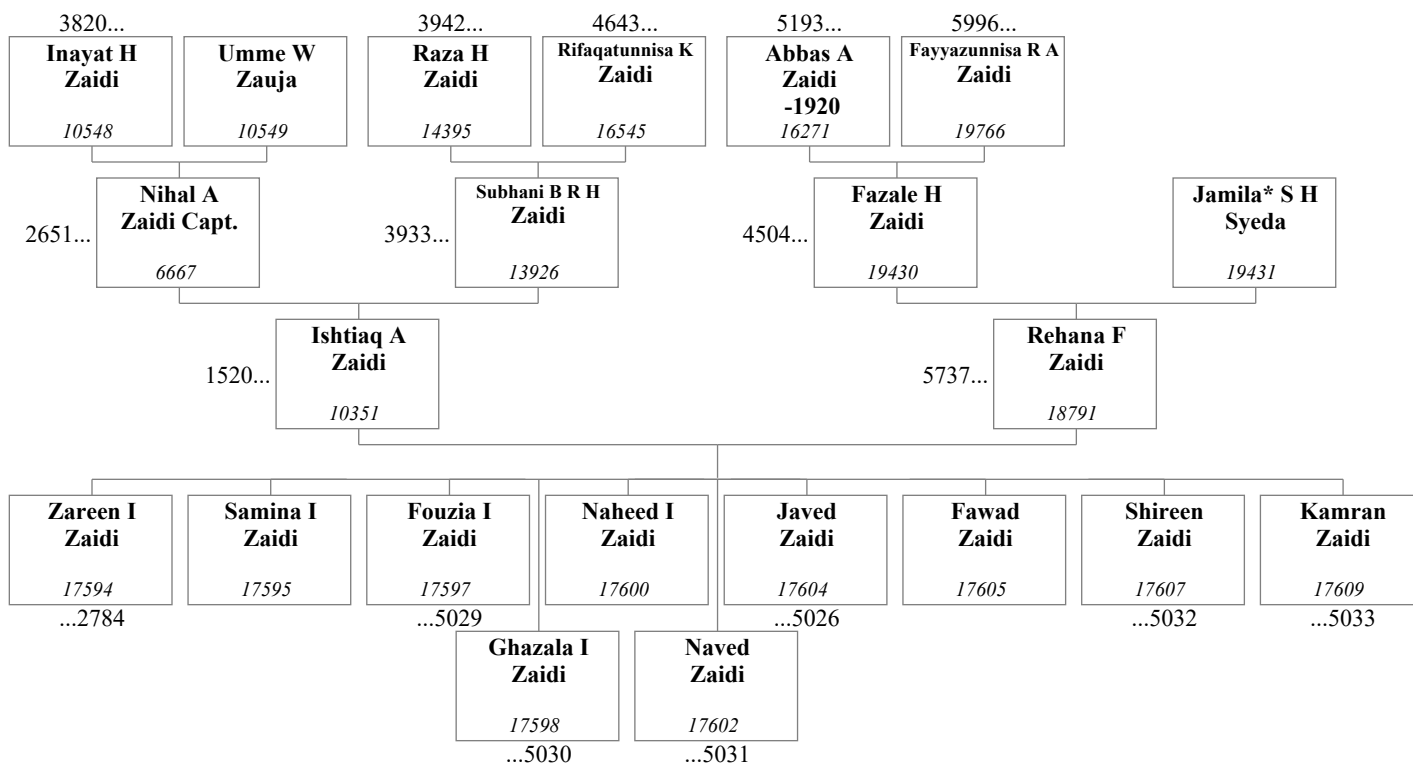 3820...
3942...
4643...
5193...
5996...
Inayat H
Zaidi
10548
Umme W
Zauja
10549
Raza H
Zaidi
14395
Rifaqatunnisa K
Zaidi
16545
Abbas A
Zaidi
-1920
16271
Fayyazunnisa R A
Zaidi
19766
2651...
Nihal A
Zaidi Capt.
6667
3933...
Subhani B R H
Zaidi
13926
4504...
Fazale H
Zaidi
19430
Jamila* S H
Syeda
19431
1520...
Ishtiaq A
Zaidi
10351
5737...
Rehana F
Zaidi
18791
Zareen I
Zaidi
17594
...2784
Samina I
Zaidi
17595
Fouzia I
Zaidi
17597
...5029
Naheed I
Zaidi
17600
Javed
Zaidi
17604
...5026
Fawad
Zaidi
17605
Shireen
Zaidi
17607
...5032
Kamran
Zaidi
17609
...5033
Ghazala I
Zaidi
17598
...5030
Naved
Zaidi
17602
...5031